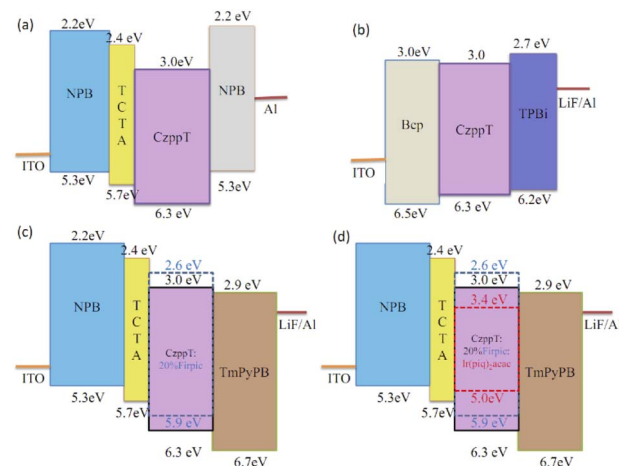 (a)
2.2eV
2.4 eV
3.0eV
2.2 eV
NPB
TCTA
CzppT
NPB
Al
ITO
5.3eV
5.7eV
6.3 eV
5.3eV
(b)
3.0eV
3.0
2.7 eV
Bcp
CzppT
TPBi
LiF/Al
ITO
6.5eV
6.3 eV
6.2eV
(c)
2.2eV
2.4 eV
2.6 eV
3.0 eV
2.9 eV
NPB
TCTA
CzppT:
20%Firpic
TmPyPB
LiF/Al
ITO
5.3eV
5.7eV
5.9 eV
6.3 eV
6.7eV
(d)
2.4 eV
2.6 eV
3.0 eV
3.4 eV
2.9 eV
NPB
TCTA
CzppT:
20%Firpic:
Ir(piq)2acac
TmPyPB
LiF/Al
ITO
5.3eV
5.7eV
5.0eV
5.9 eV
6.3 eV
6.7eV